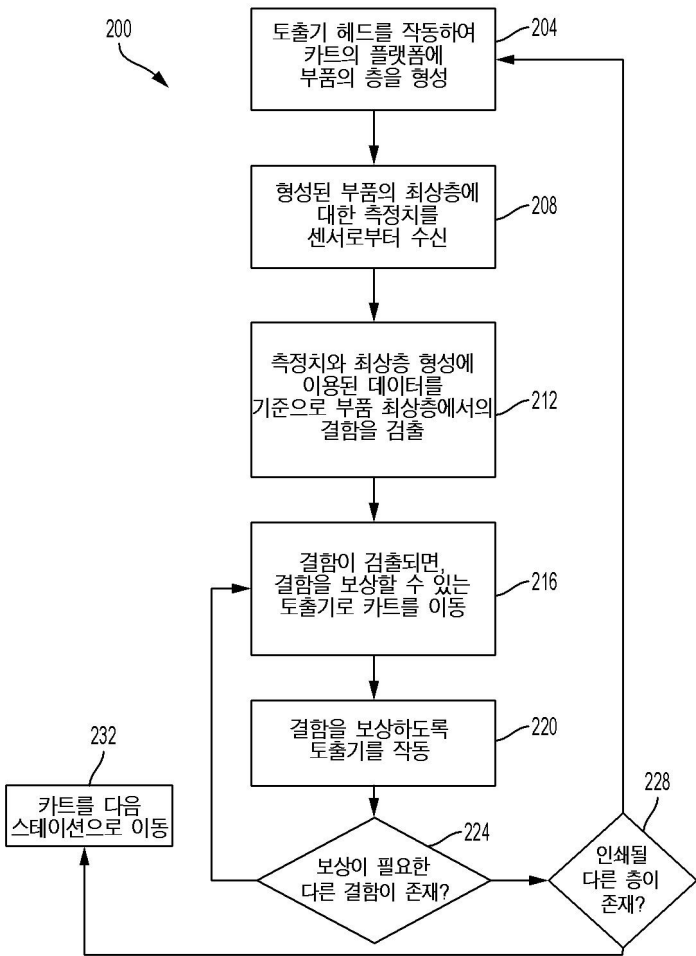 200
토출기 헤드를 작동하여
카트의 플랫폼에
부품의 층을 형성
204
형성된 부품의 최상층에
대한 측정치를
센서로부터 수신
208
측정치와 최상층 형성에
이용된 데이터를
기준으로 부품 최상층에서의
결함을 검출
212
결함이 검출되면,
결함을 보상할 수 있는
토출기로 카트를 이동
216
결함을 보상하도록
토출기를 작동
220
232
카트를 다음
스테이션으로 이동
보상이 필요한
다른 결함이 존재?
224
인쇄될
다른 층이
존재?
228